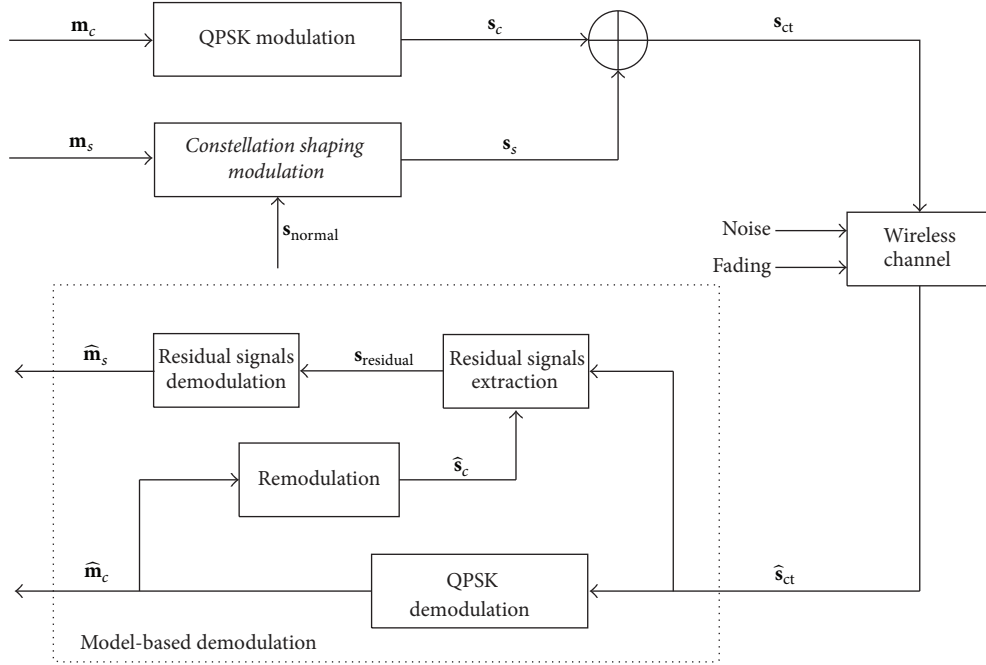 m_c
QPSK modulation
s_c
s_ct
m_s
Constellation shaping
modulation
s_s
s_normal
Noise
Fading
Wireless
channel
m̂_s
Residual signals
demodulation
s_residual
Residual signals
extraction
Remodulation
ŝ_c
m̂_c
QPSK
demodulation
ŝ_ct
Model-based demodulation